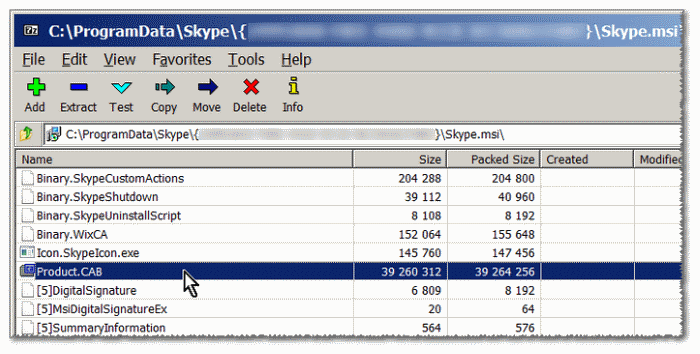 C:\ProgramData\Skype\{ }\Skype.msi
File Edit View Favorites Tools Help
Add Extract Test Copy Move Delete Info
C:\ProgramData\Skype\{ }\Skype.msi\
Name Size Packed Size Created Modified
Binary.SkypeCustomActions 204 288 204 800
Binary.SkypeShutdown 39 112 40 960
Binary.SkypeUninstallScript 8 108 8 192
Binary.WixCA 152 064 155 648
Icon.SkypeIcon.exe 145 760 147 456
Product.CAB 39 260 312 39 264 256
[5]DigitalSignature 6 809 8 192
[5]MsiDigitalSignatureEx 20 64
[5]SummaryInformation 564 576